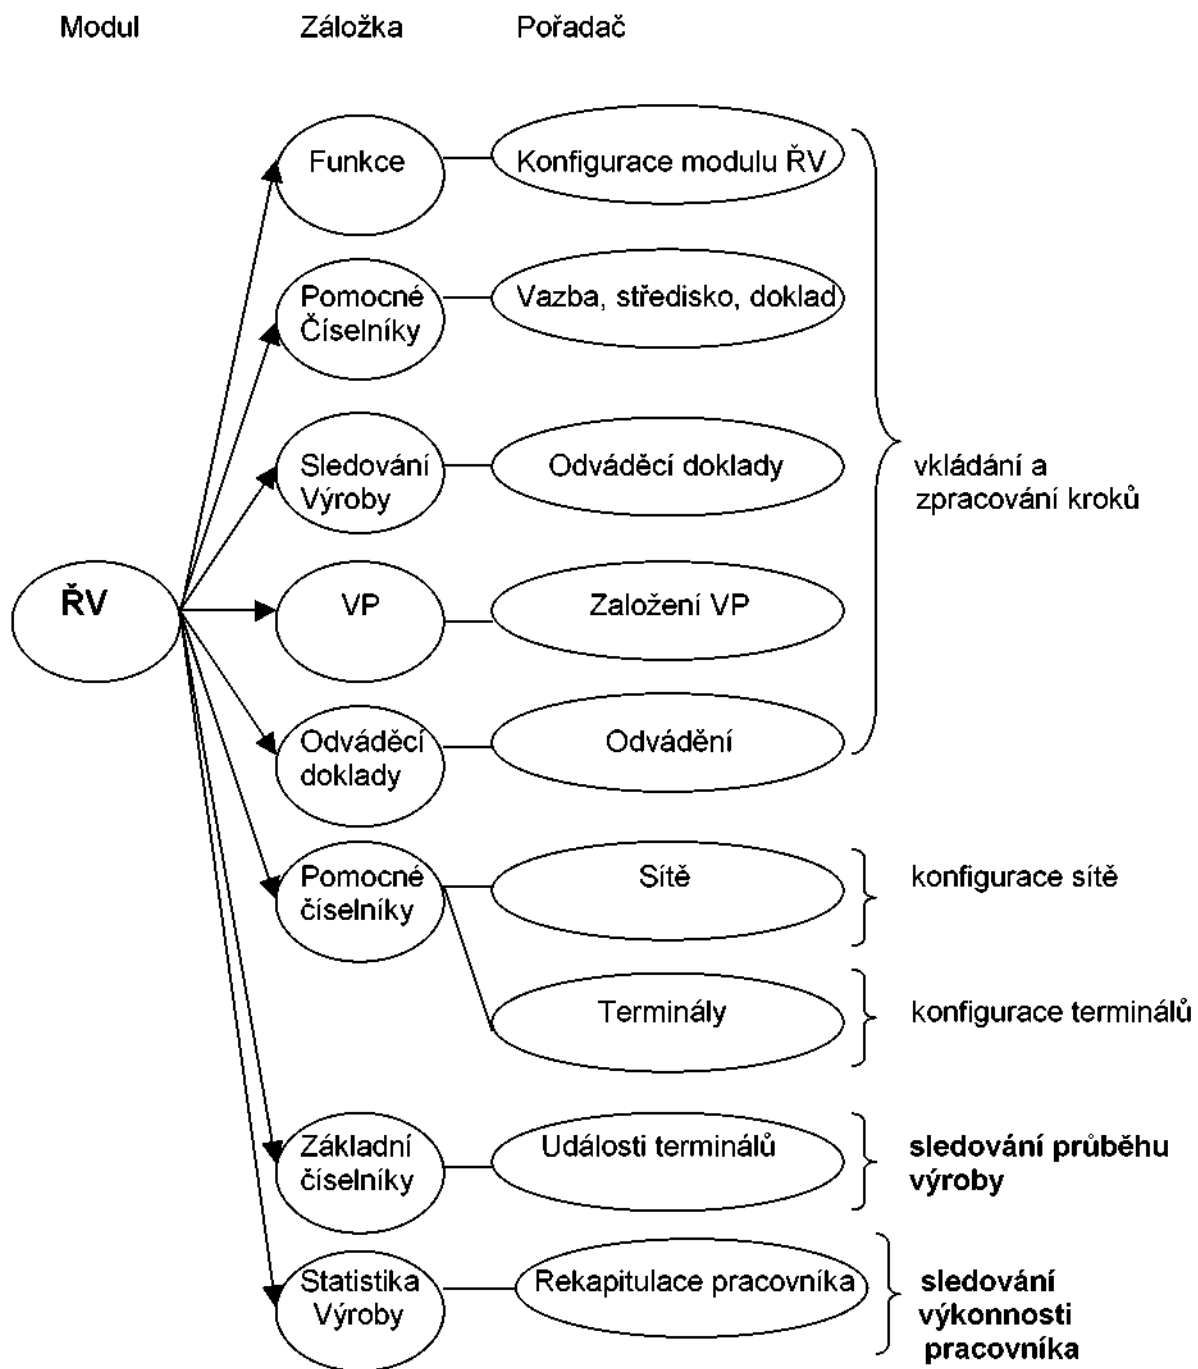 Modul Záložka Pořadač
Funkce
Konfigurace modulu ŘV
Pomocné
Číselníky
Vazba, středisko, doklad
Sledování
Výroby
Odváděcí doklady
vkládání a
zpracování kroků
ŘV
VP
Založení VP
Odváděcí
doklady
Odvádění
Pomocné
číselníky
Sítě
konfigurace sítě
Terminály
konfigurace terminálů
Základní
číselníky
Události terminálů
sledování průběhu
výroby
Statistika
Výroby
Rekapitulace pracovníka
sledování
výkonnosti
pracovníka